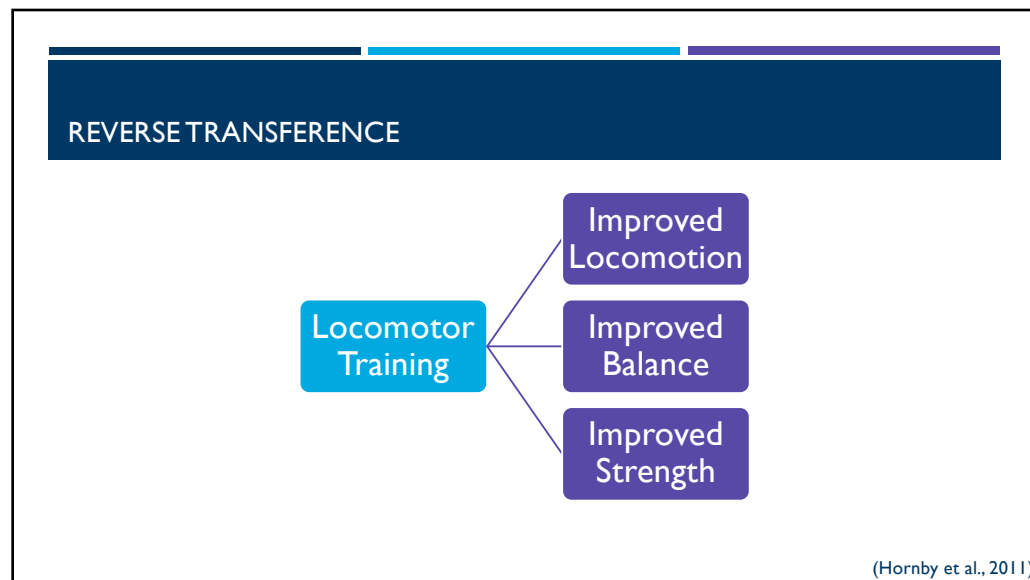 REVERSE TRANSFERENCE
Improved
Locomotion
Locomotor
Training
Improved
Balance
Improved
Strength
(Hornby et al., 2011)